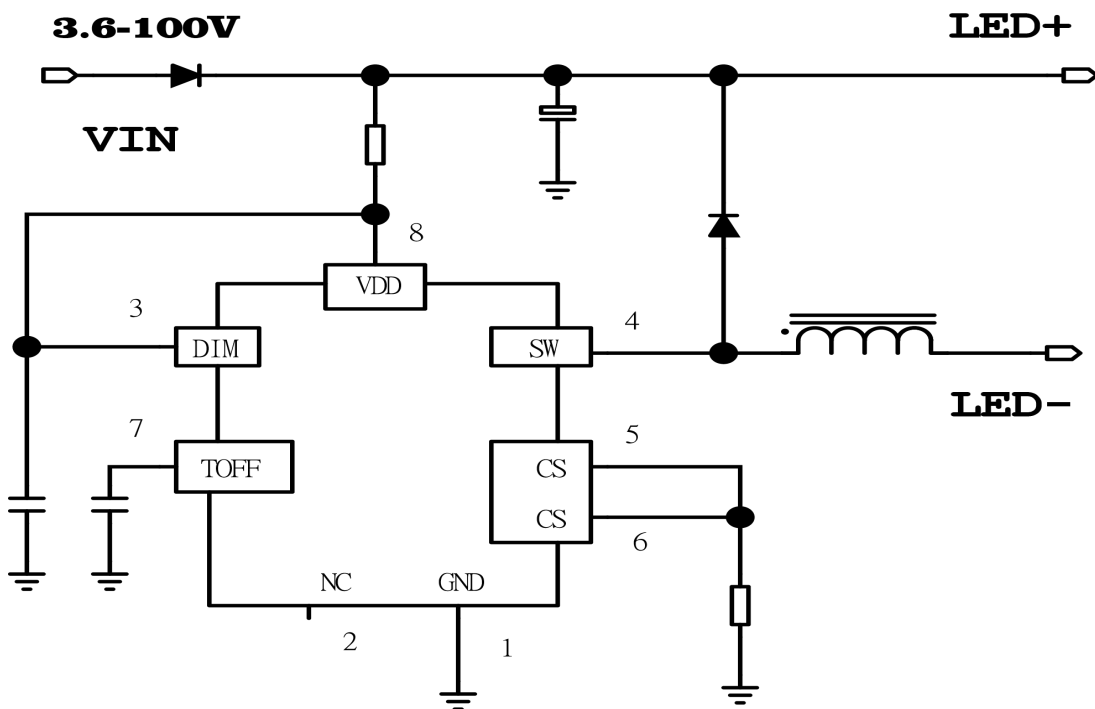 3.6-100V
LED+
VIN
8
VDD
3
4
DIM
SW
LED-
7
5
TOFF
CS
CS
6
NC
GND
2
1